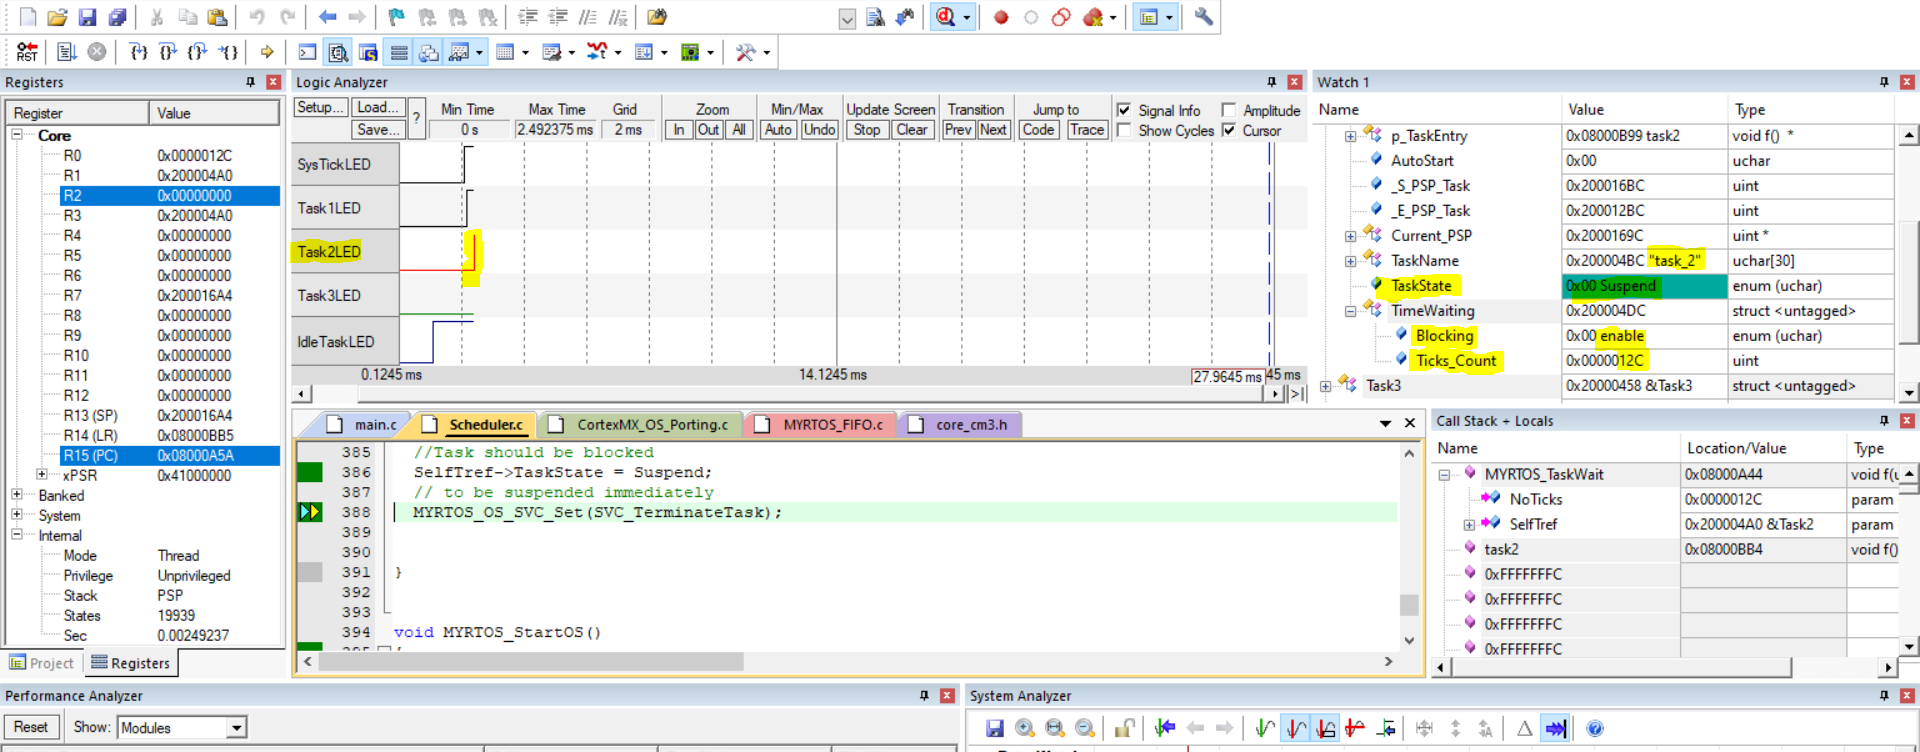 Registers
Register Value
Core
R0 0x0000012C
R1 0x200004A0
R2 0x00000000
R3 0x200004A0
R4 0x00000000
R5 0x00000000
R6 0x00000000
R7 0x200016A4
R8 0x00000000
R9 0x00000000
R10 0x00000000
R11 0x00000000
R12 0x00000000
R13 (SP) 0x200016A4
R14 (LR) 0x08000BB5
R15 (PC) 0x08000A5A
xPSR 0x41000000
Banked
System
Internal
Mode Thread
Privilege Unprivileged
Stack PSP
States 19939
Sec 0.00249237
Project Registers
Logic Analyzer
Setup... Load... Save... ?
Min Time 0 s
Max Time 2.492375 ms
Grid 2 ms
Zoom In Out All
Min/Max Auto Undo
Update Screen Stop Clear
Transition Prev Next
Jump to Code Trace
Signal Info Amplitude
Show Cycles Cursor
SysTickLED
Task1LED
Task2LED
Task3LED
IdleTaskLED
0.1245 ms 14.1245 ms 27.9645 ms 45 ms
main.c Scheduler.c CortexMX_OS_Porting.c MYRTOS_FIFO.c core_cm3.h
385 //Task should be blocked
386 SelfTref->TaskState = Suspend;
387 // to be suspended immediately
388 MYRTOS_OS_SVC_Set(SVC_TerminateTask);
389
390
391 }
392
393
394 void MYRTOS_StartOS()
395 {
Watch 1
Name Value Type
p_TaskEntry 0x08000B99 task2 void f() *
AutoStart 0x00 uchar
_S_PSP_Task 0x200016BC uint
_E_PSP_Task 0x200012BC uint
Current_PSP 0x2000169C uint *
TaskName 0x200004BC "task_2" uchar[30]
TaskState 0x00 Suspend enum (uchar)
TimeWaiting 0x200004DC struct <untagged>
Blocking 0x00 enable enum (uchar)
Ticks_Count 0x0000012C uint
Task3 0x20000458 &Task3 struct <untagged>
Call Stack + Locals
Name Location/Value Type
MYRTOS_TaskWait 0x08000A44 void f(u
NoTicks 0x0000012C param
SelfTref 0x200004A0 &Task2 param
task2 0x08000BB4 void f()
0xFFFFFFFC
0xFFFFFFFC
0xFFFFFFFC
0xFFFFFFFC
Performance Analyzer
Reset Show: Modules
System Analyzer